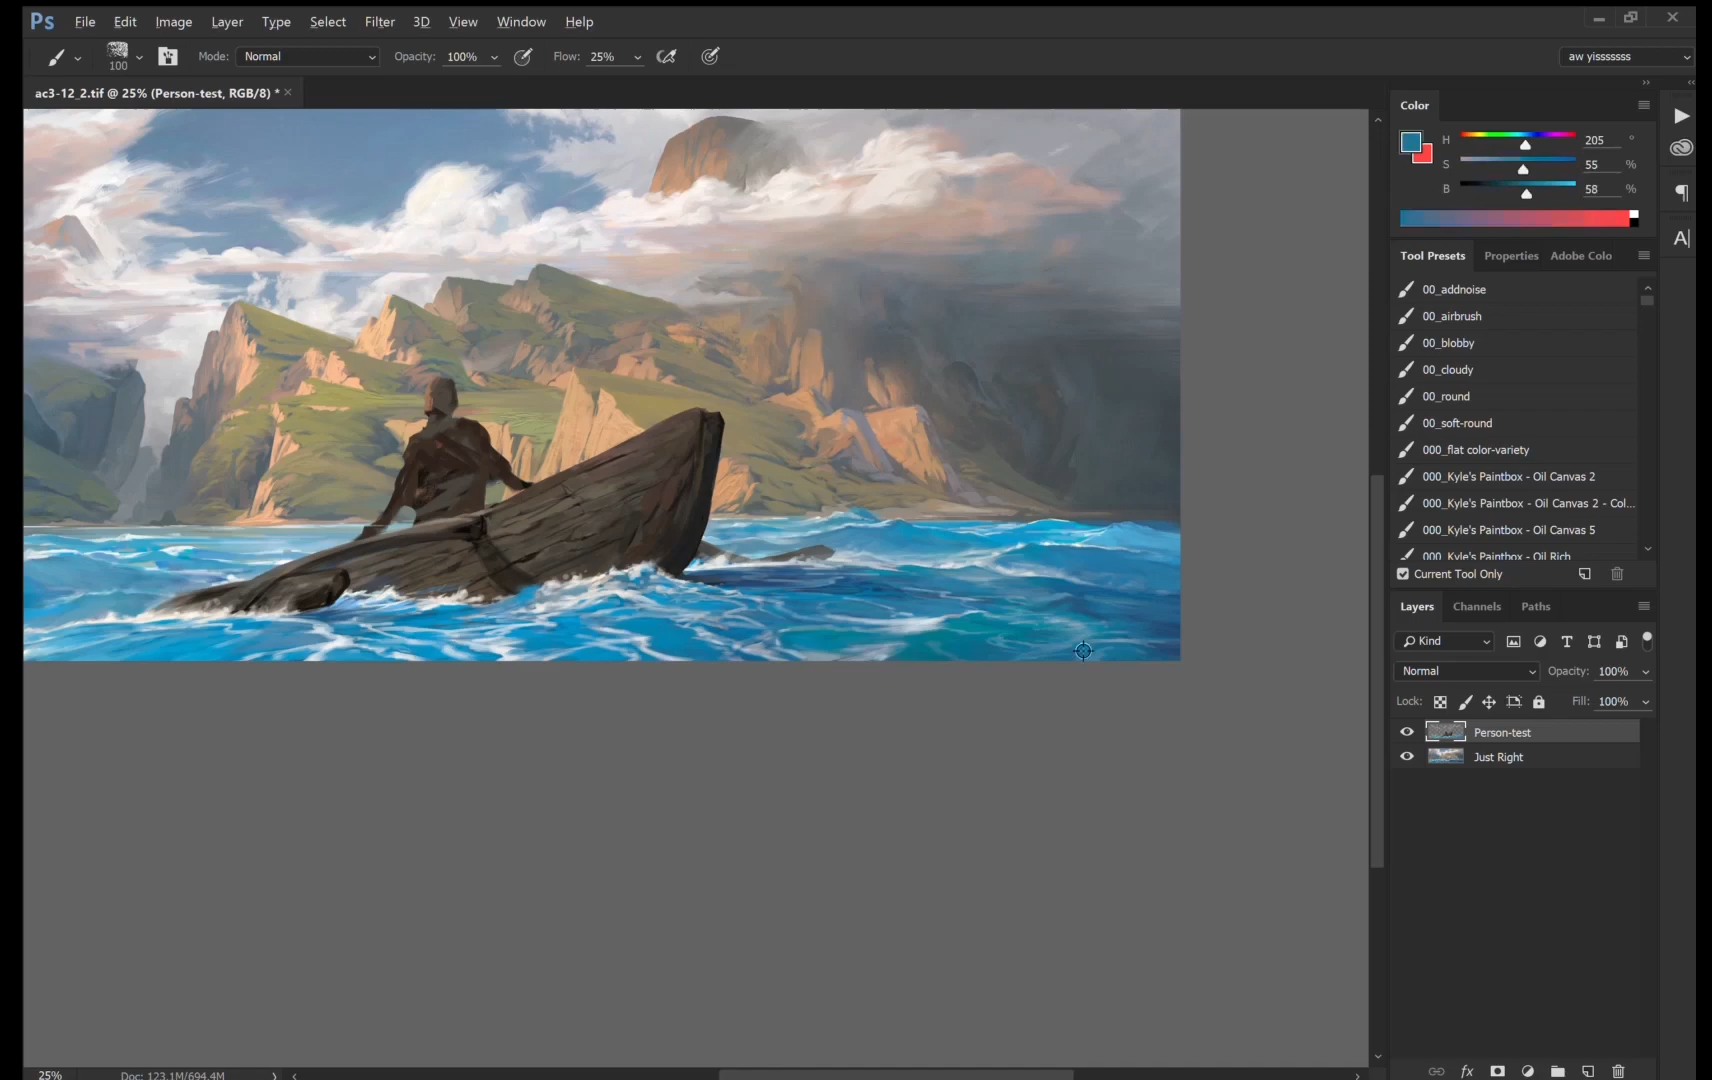 Ps File Edit Image Layer Type Select Filter 3D View Window Help
100 Mode: Normal Opacity: 100% Flow: 25% aw yisssssss
ac3-12_2.tif @ 25% (Person-test, RGB/8) *
Color
H 205 °
S 55 %
B 58 %
Tool Presets Properties Adobe Colo
00_addnoise
00_airbrush
00_blobby
00_cloudy
00_round
00_soft-round
000_flat color-variety
000_Kyle's Paintbox - Oil Canvas 2
000_Kyle's Paintbox - Oil Canvas 2 - Col...
000_Kyle's Paintbox - Oil Canvas 5
000_Kyle's Paintbox - Oil Rich
Current Tool Only
Layers Channels Paths
Kind
Normal Opacity: 100%
Lock: Fill: 100%
Person-test
Just Right
fx
25% Doc: 123.1M/694.4M